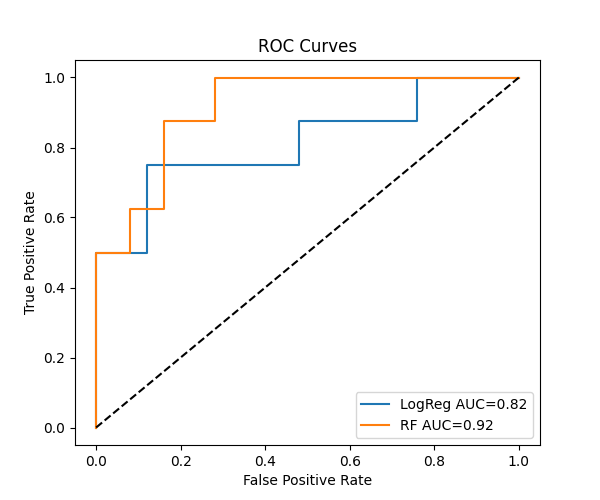 ROC Curves
True Positive Rate
1.0
0.8
0.6
0.4
0.2
0.0
0.0 0.2 0.4 0.6 0.8 1.0
False Positive Rate
LogReg AUC=0.82
RF AUC=0.92